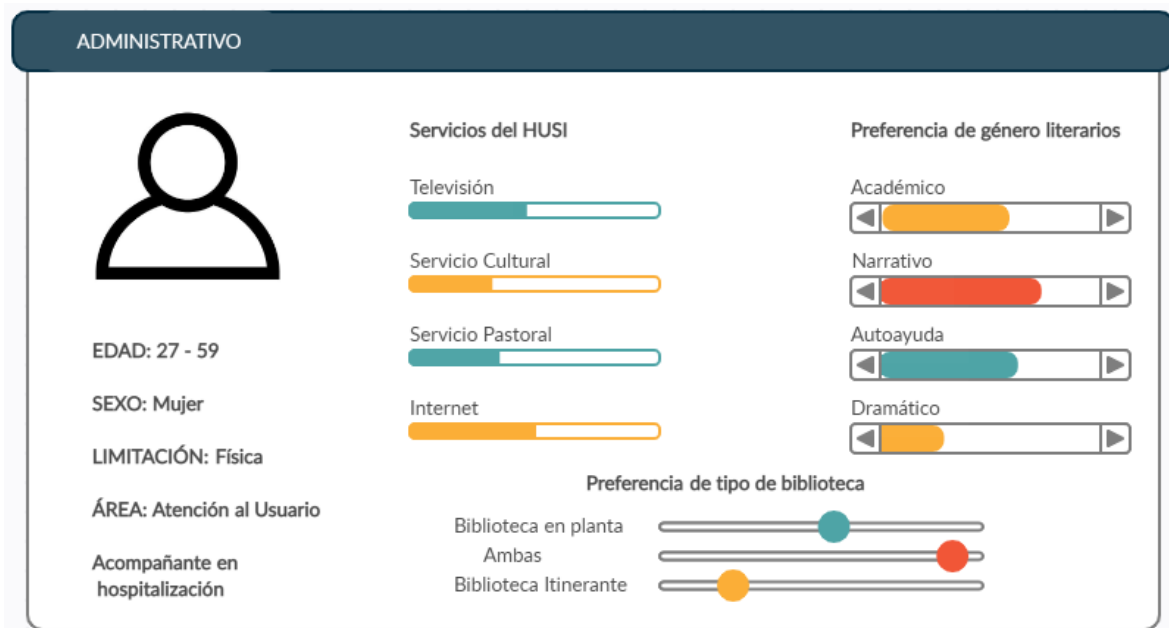 ADMINISTRATIVO
EDAD: 27 - 59
SEXO: Mujer
LIMITACIÓN: Física
ÁREA: Atención al Usuario
Acompañante en
hospitalización
Servicios del HUSI
Televisión
Servicio Cultural
Servicio Pastoral
Internet
Preferencia de género literarios
Académico
Narrativo
Autoayuda
Dramático
Preferencia de tipo de biblioteca
Biblioteca en planta
Ambas
Biblioteca Itinerante